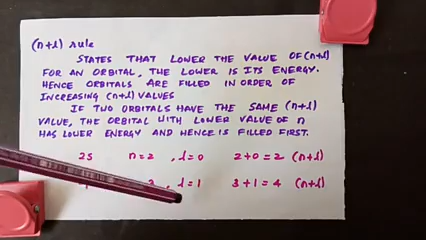 (n+l) rule
STATES THAT LOWER THE VALUE OF (n+l)
FOR AN ORBITAL, THE LOWER IS ITS ENERGY.
HENCE ORBITALS ARE FILLED IN ORDER OF
INCREASING (n+l) VALUES
IF TWO ORBITALS HAVE THE SAME (n+l)
VALUE, THE ORBITAL WITH LOWER VALUE OF n
HAS LOWER ENERGY AND HENCE IS FILLED FIRST.
2S n=2 , l=0 2+0=2 (n+l)
, l=1 3+1=4 (n+l)